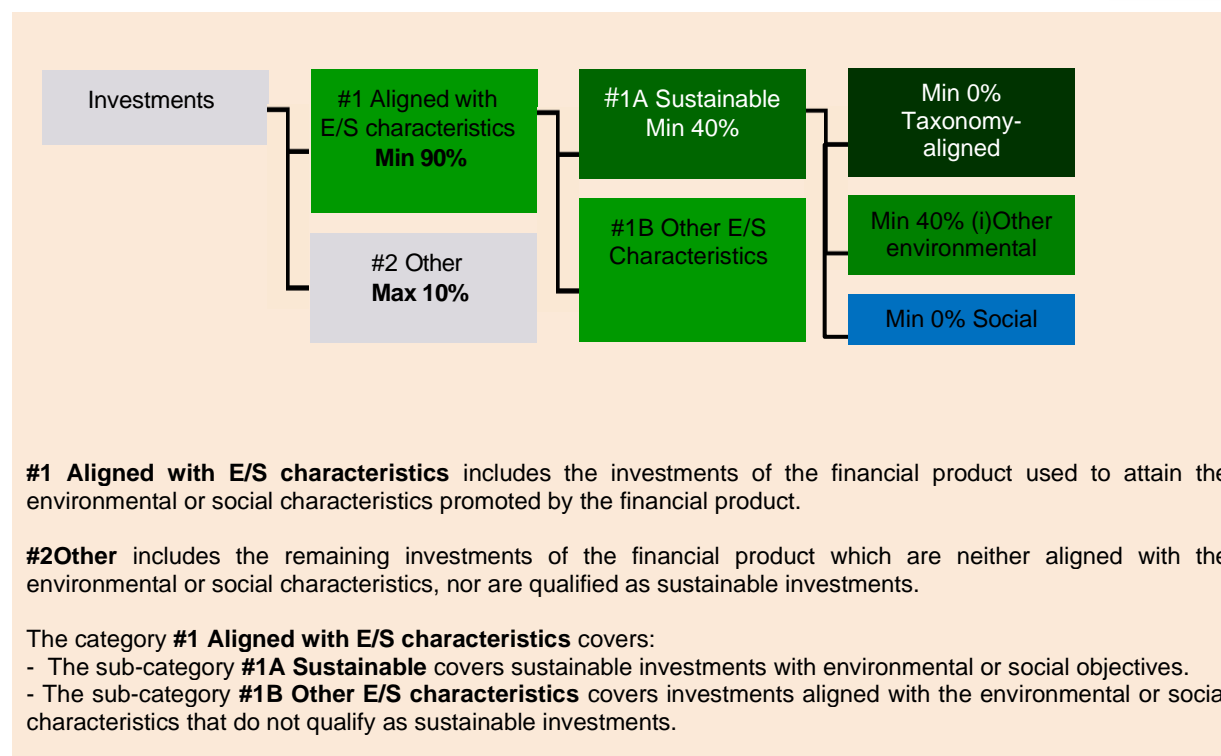 Investments
#1 Aligned with
E/S characteristics
Min 90%
#2 Other
Max 10%
#1A Sustainable
Min 40%
#1B Other E/S
Characteristics
Min 0%
Taxonomy-
aligned
Min 40% (i)Other
environmental
Min 0% Social
#1 Aligned with E/S characteristics includes the investments of the financial product used to attain the
environmental or social characteristics promoted by the financial product.
#2Other includes the remaining investments of the financial product which are neither aligned with the
environmental or social characteristics, nor are qualified as sustainable investments.
The category #1 Aligned with E/S characteristics covers:
- The sub-category #1A Sustainable covers sustainable investments with environmental or social objectives.
- The sub-category #1B Other E/S characteristics covers investments aligned with the environmental or social
characteristics that do not qualify as sustainable investments.